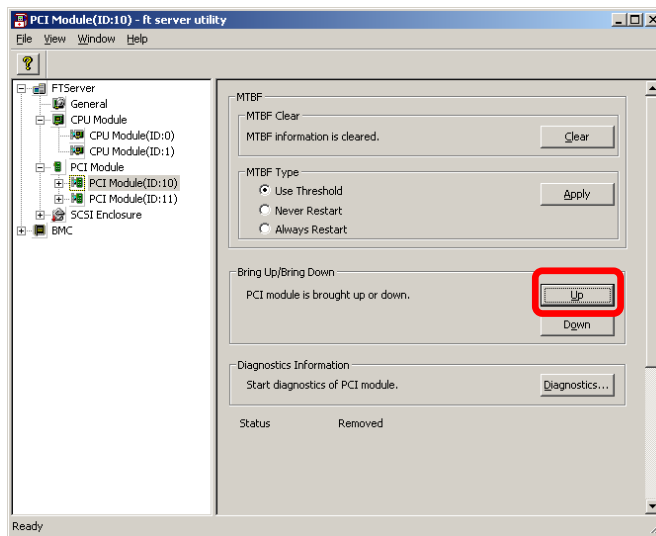 PCI Module(ID:10) - ft server utility
File View Window Help
FTServer
General
CPU Module
CPU Module(ID:0)
CPU Module(ID:1)
PCI Module
PCI Module(ID:10)
PCI Module(ID:11)
SCSI Enclosure
BMC
MTBF
MTBF Clear
MTBF information is cleared.
Clear
MTBF Type
Use Threshold
Apply
Never Restart
Always Restart
Bring Up/Bring Down
PCI module is brought up or down.
Up
Down
Diagnostics Information
Start diagnostics of PCI module.
Diagnostics...
Status Removed
Ready